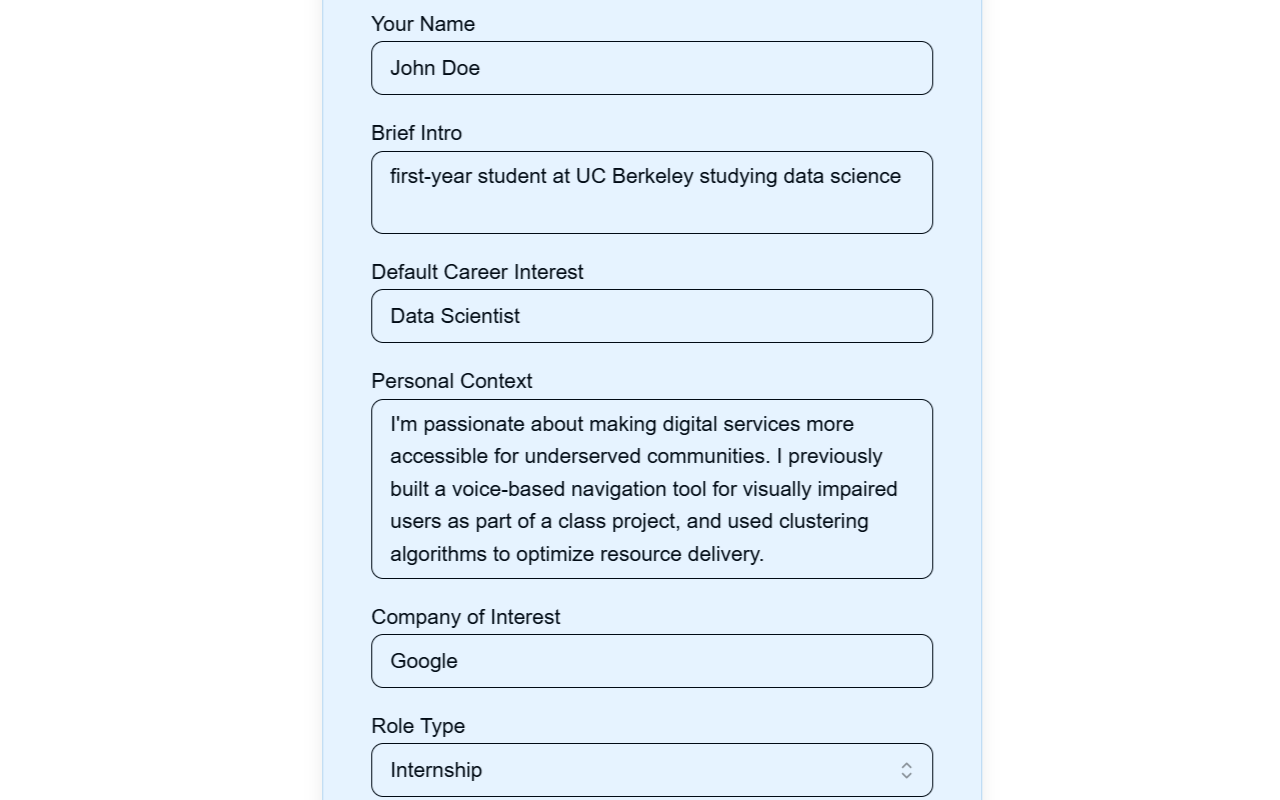 Your Name
John Doe
Brief Intro
first-year student at UC Berkeley studying data science
Default Career Interest
Data Scientist
Personal Context
I'm passionate about making digital services more
accessible for underserved communities. I previously
built a voice-based navigation tool for visually impaired
users as part of a class project, and used clustering
algorithms to optimize resource delivery.
Company of Interest
Google
Role Type
Internship